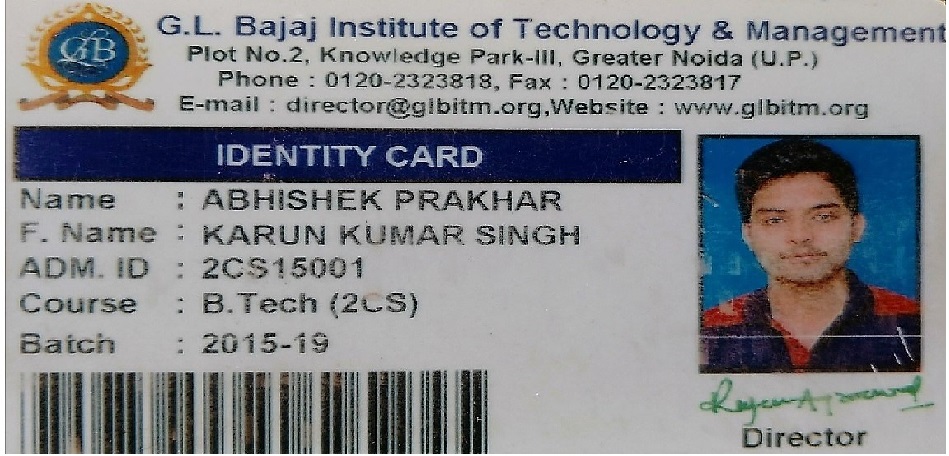 GLB
G.L. Bajaj Institute of Technology & Management
Plot No.2, Knowledge Park-III, Greater Noida (U.P.)
Phone : 0120-2323818, Fax : 0120-2323817
E-mail : director@glbitm.org,Website : www.glbitm.org
IDENTITY CARD
Name : ABHISHEK PRAKHAR
F. Name : KARUN KUMAR SINGH
ADM. ID : 2CS15001
Course : B.Tech (2CS)
Batch : 2015-19
Director